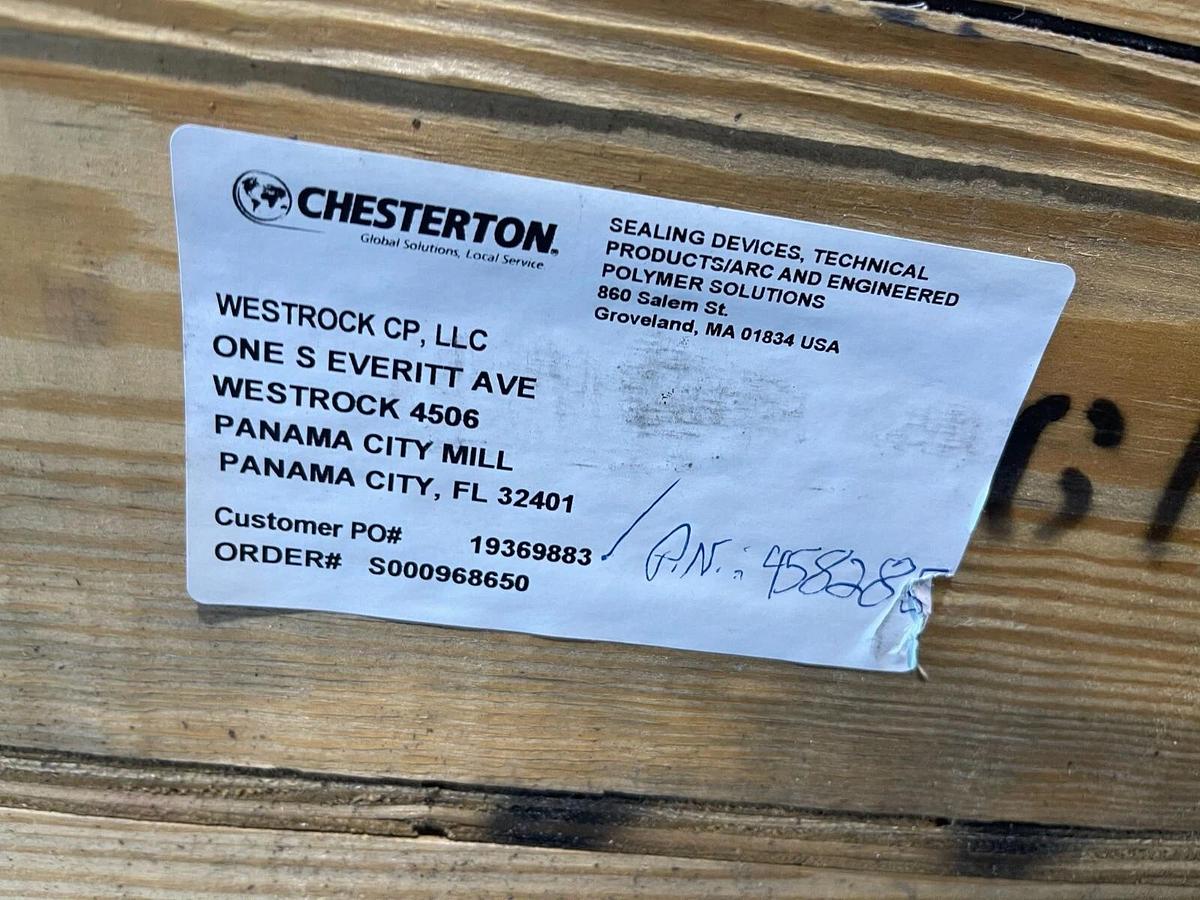 CHESTERTON®
Global Solutions, Local Service
SEALING DEVICES, TECHNICAL
PRODUCTS/ARC AND ENGINEERED
POLYMER SOLUTIONS
860 Salem St.
Groveland, MA 01834 USA
WESTROCK CP, LLC
ONE S EVERITT AVE
WESTROCK 4506
PANAMA CITY MILL
PANAMA CITY, FL 32401
Customer PO# 19369883
ORDER# S000968650
P.N.: